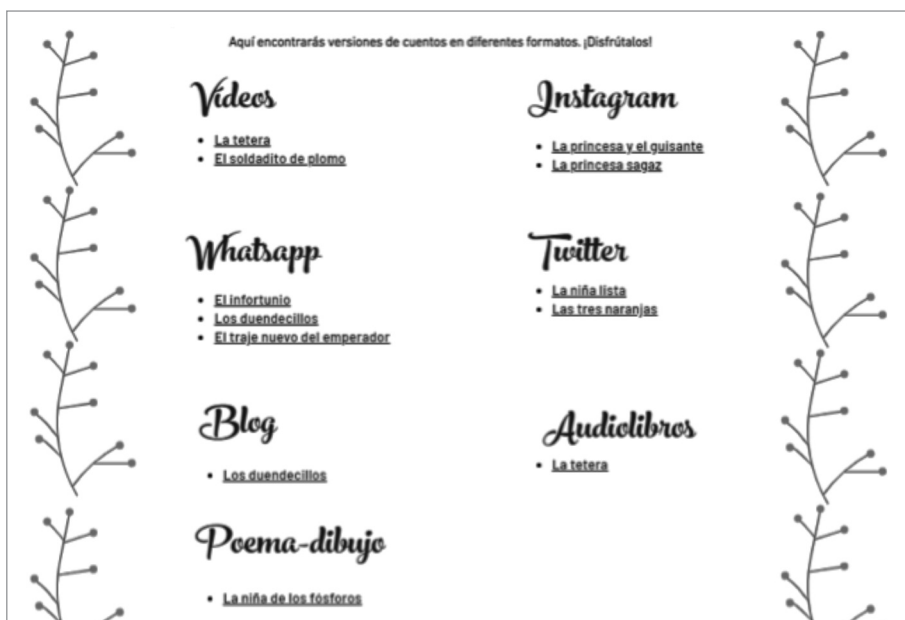 Aquí encontrarás versiones de cuentos en diferentes formatos. ¡Disfrútalos!
Vídeos
• La tetera
• El soldadito de plomo
Instagram
• La princesa y el guisante
• La princesa sagaz
Whatsapp
• El infortunio
• Los duendecillos
• El traje nuevo del emperador
Twitter
• La niña lista
• Las tres naranjas
Blog
• Los duendecillos
Audiolibros
• La tetera
Poema-dibujo
• La niña de los fósforos